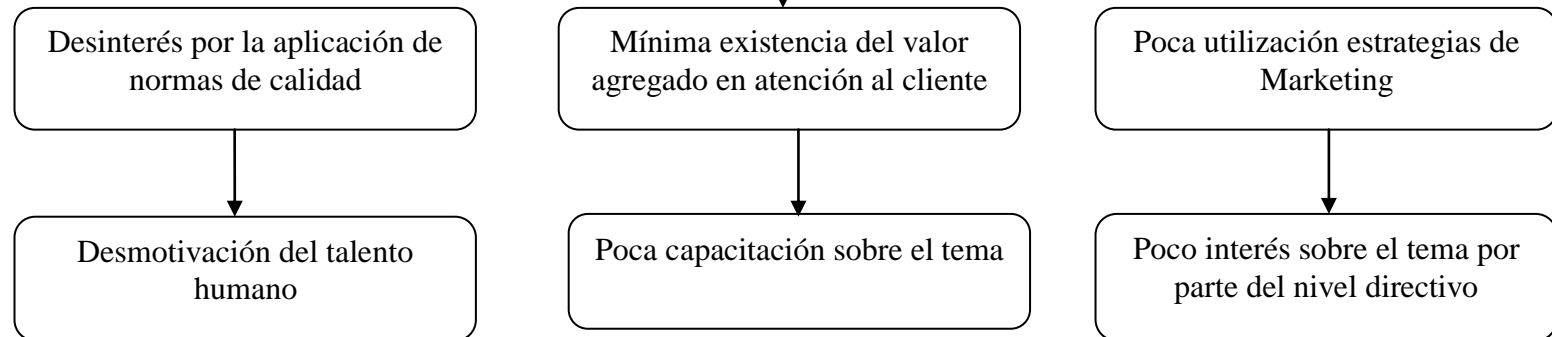 Desinterés por la aplicación de
normas de calidad
Mínima existencia del valor
agregado en atención al cliente
Poca utilización estrategias de
Marketing
Desmotivación del talento
humano
Poca capacitación sobre el tema
Poco interés sobre el tema por
parte del nivel directivo